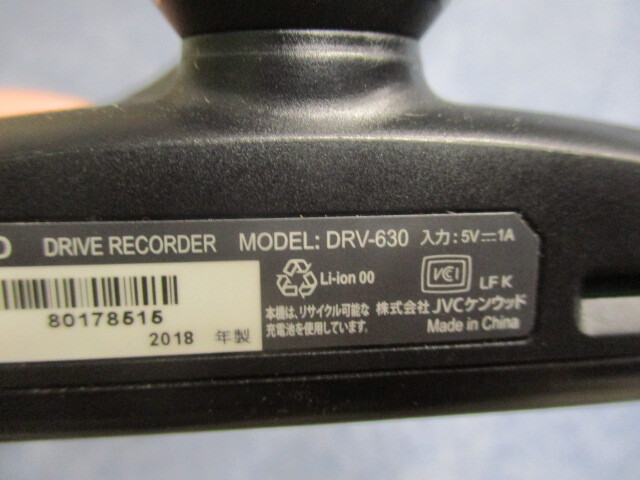 D DRIVE RECORDER MODEL: DRV-630 入力：5V⎓1A
80178515
2018 年製
Li-ion 00
本機は、リサイクル可能な
充電池を使用しています。
VCCI
LF K
株式会社JVCケンウッド
Made in China